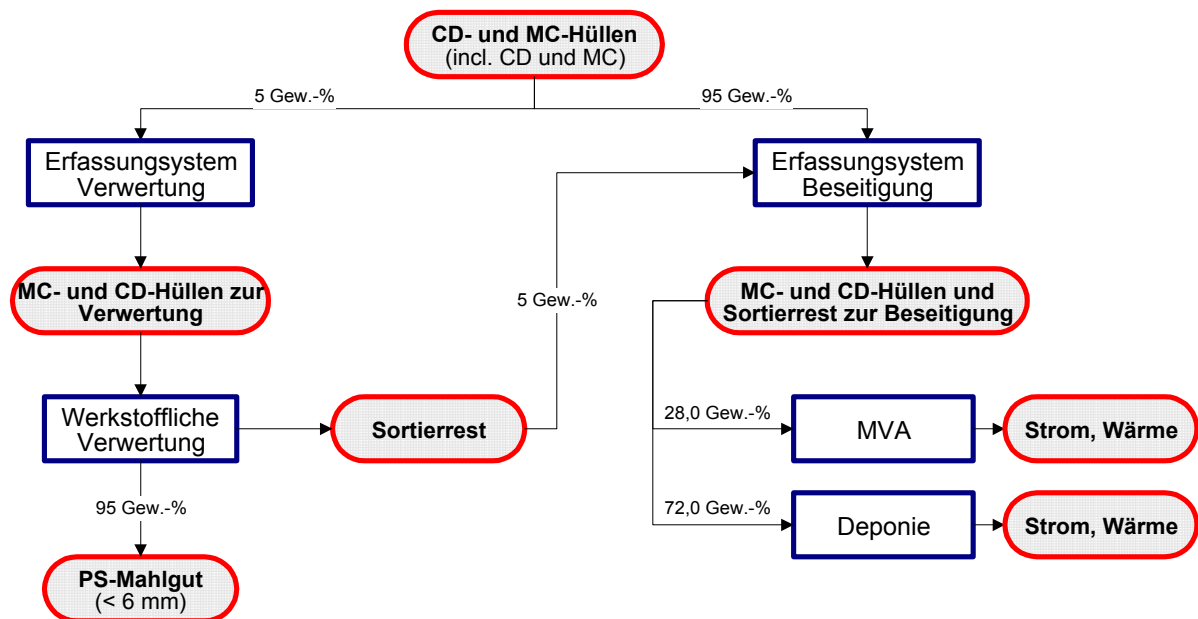 CD- und MC-Hüllen
(incl. CD und MC)
5 Gew.-%
95 Gew.-%
Erfassungsystem
Verwertung
Erfassungsystem
Beseitigung
MC- und CD-Hüllen zur
Verwertung
5 Gew.-%
MC- und CD-Hüllen und
Sortierrest zur Beseitigung
Werkstoffliche
Verwertung
Sortierrest
28,0 Gew.-%
MVA
Strom, Wärme
95 Gew.-%
72,0 Gew.-%
Deponie
Strom, Wärme
PS-Mahlgut
(< 6 mm)